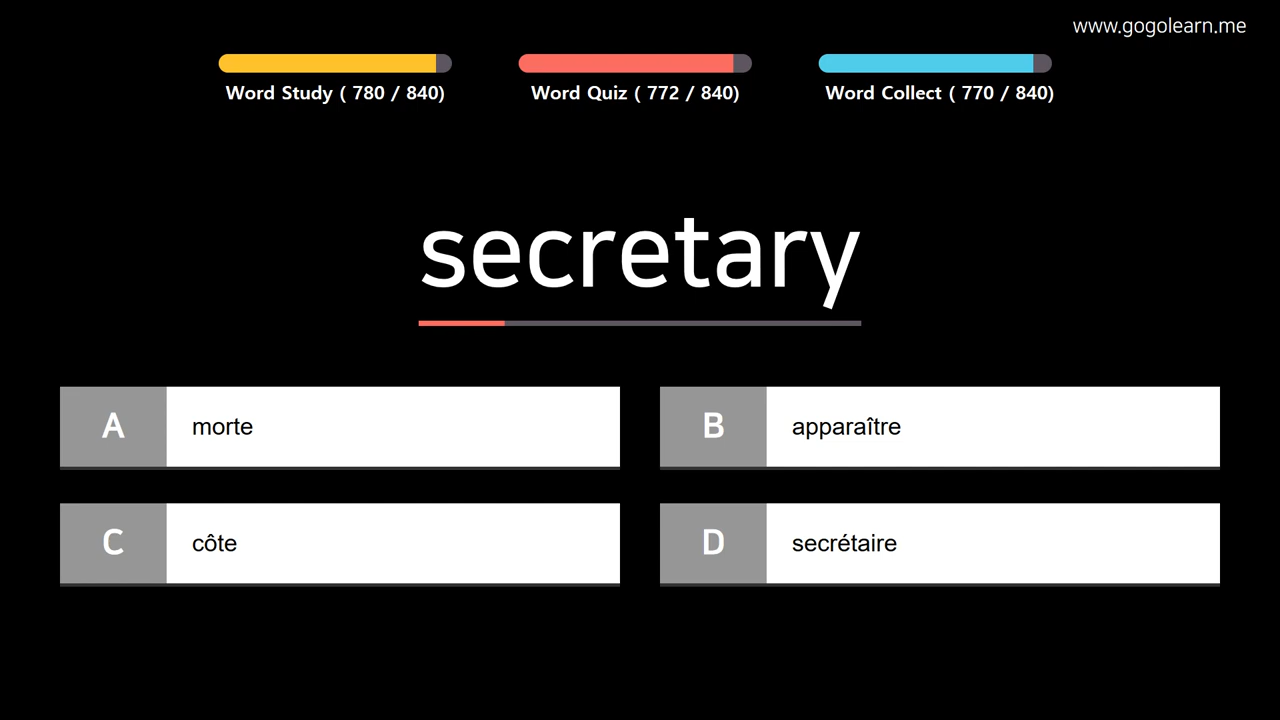 www.gogolearn.me
Word Study ( 780 / 840)
Word Quiz ( 772 / 840)
Word Collect ( 770 / 840)
secretary
A morte
B apparaître
C côte
D secrétaire